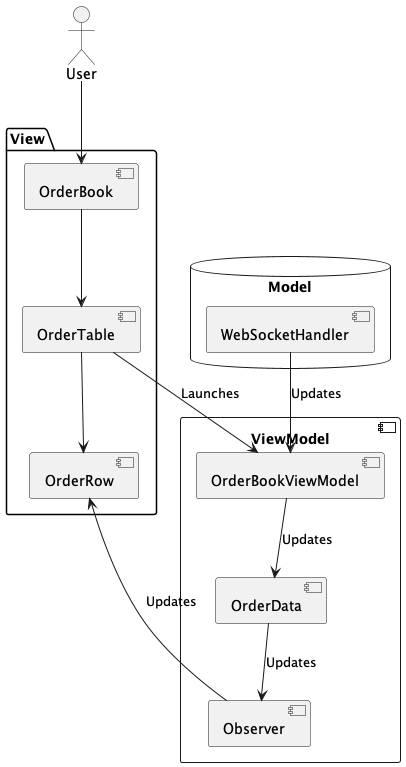 User
View
OrderBook
Model
OrderTable
WebSocketHandler
Launches
Updates
ViewModel
OrderRow
OrderBookViewModel
Updates
OrderData
Updates
Updates
Observer